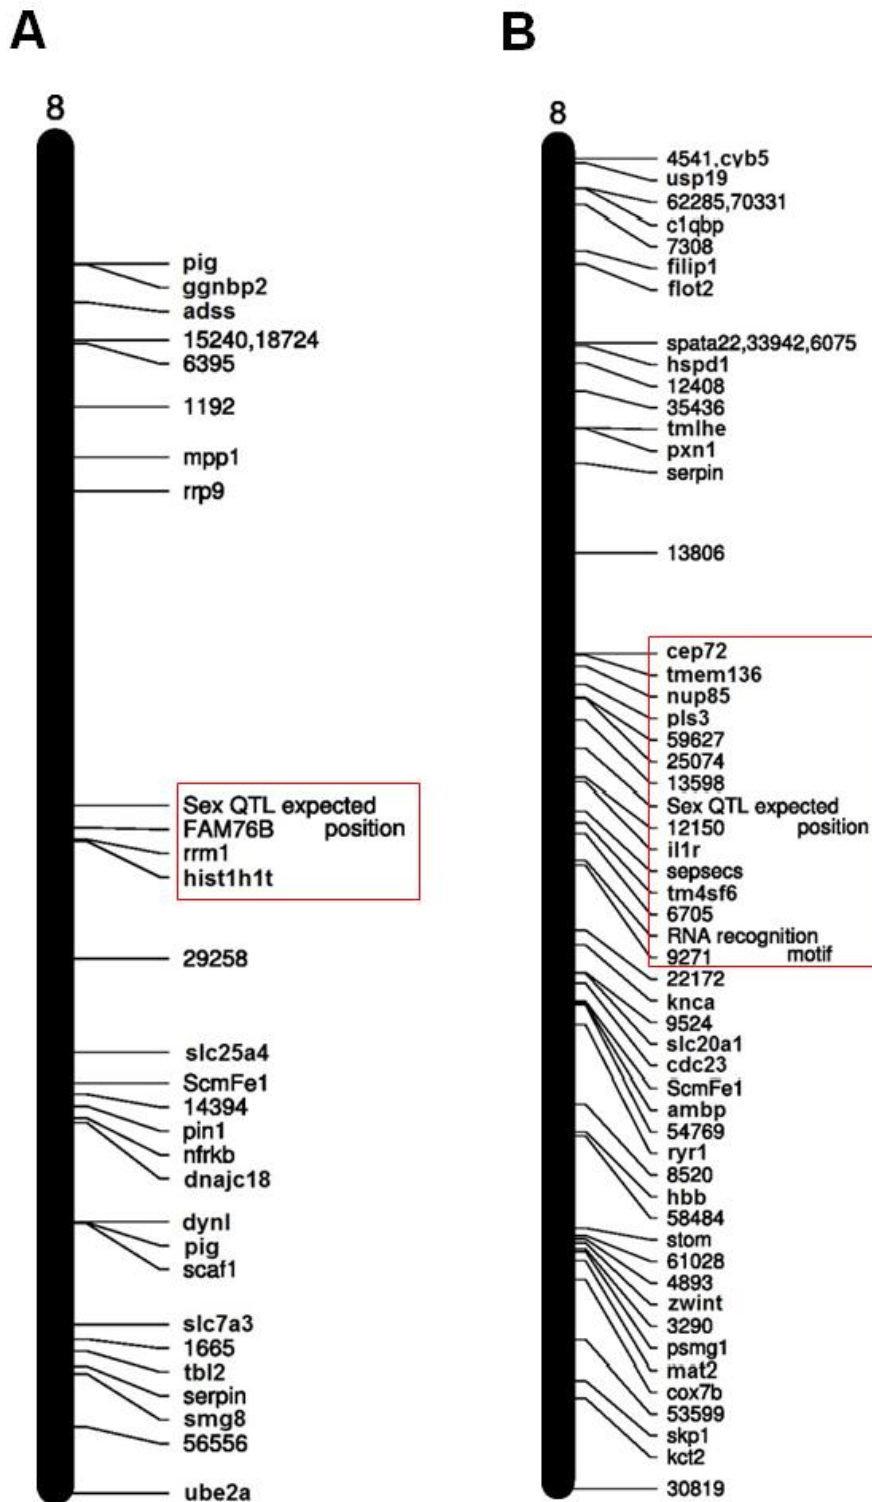 A
8
pig
ggnbp2
adss
15240,18724
6395
1192
mpp1
rrp9
Sex QTL expected
FAM76B position
rrm1
hist1h1t
29258
slc25a4
ScmFe1
14394
pin1
nfrkb
dnajc18
dynl
pig
scaf1
slc7a3
1665
tbl2
serpin
smg8
56556
ube2a
B
8
4541,cyb5
usp19
62285,70331
c1qbp
7308
filip1
flot2
spata22,33942,6075
hspd1
12408
35436
tmlhe
pxn1
serpin
13806
cep72
tmem136
nup85
pls3
59627
25074
13598
Sex QTL expected
12150 position
il1r
sepsecs
tm4sf6
6705
RNA recognition
9271 motif
22172
knca
9524
slc20a1
cdc23
ScmFe1
ambp
54769
ryr1
8520
hbb
58484
stom
61028
4893
zwint
3290
psmg1
mat2
cox7b
53599
skp1
kct2
30819